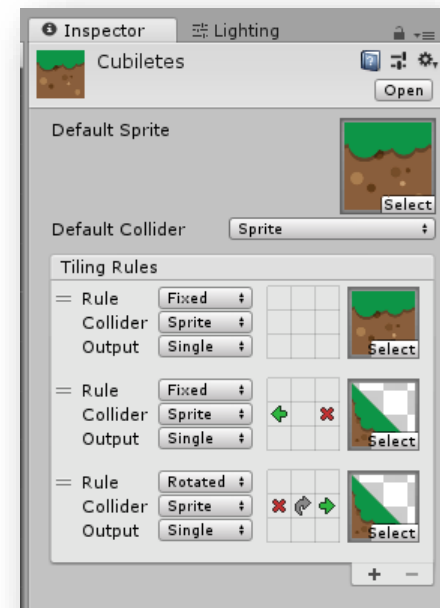 Inspector Lighting
Cubiletes
Open
Default Sprite
Select
Default Collider Sprite
Tiling Rules
Rule Fixed
Collider Sprite
Output Single
Select
Rule Fixed
Collider Sprite
Output Single
Select
Rule Rotated
Collider Sprite
Output Single
Select
+ −